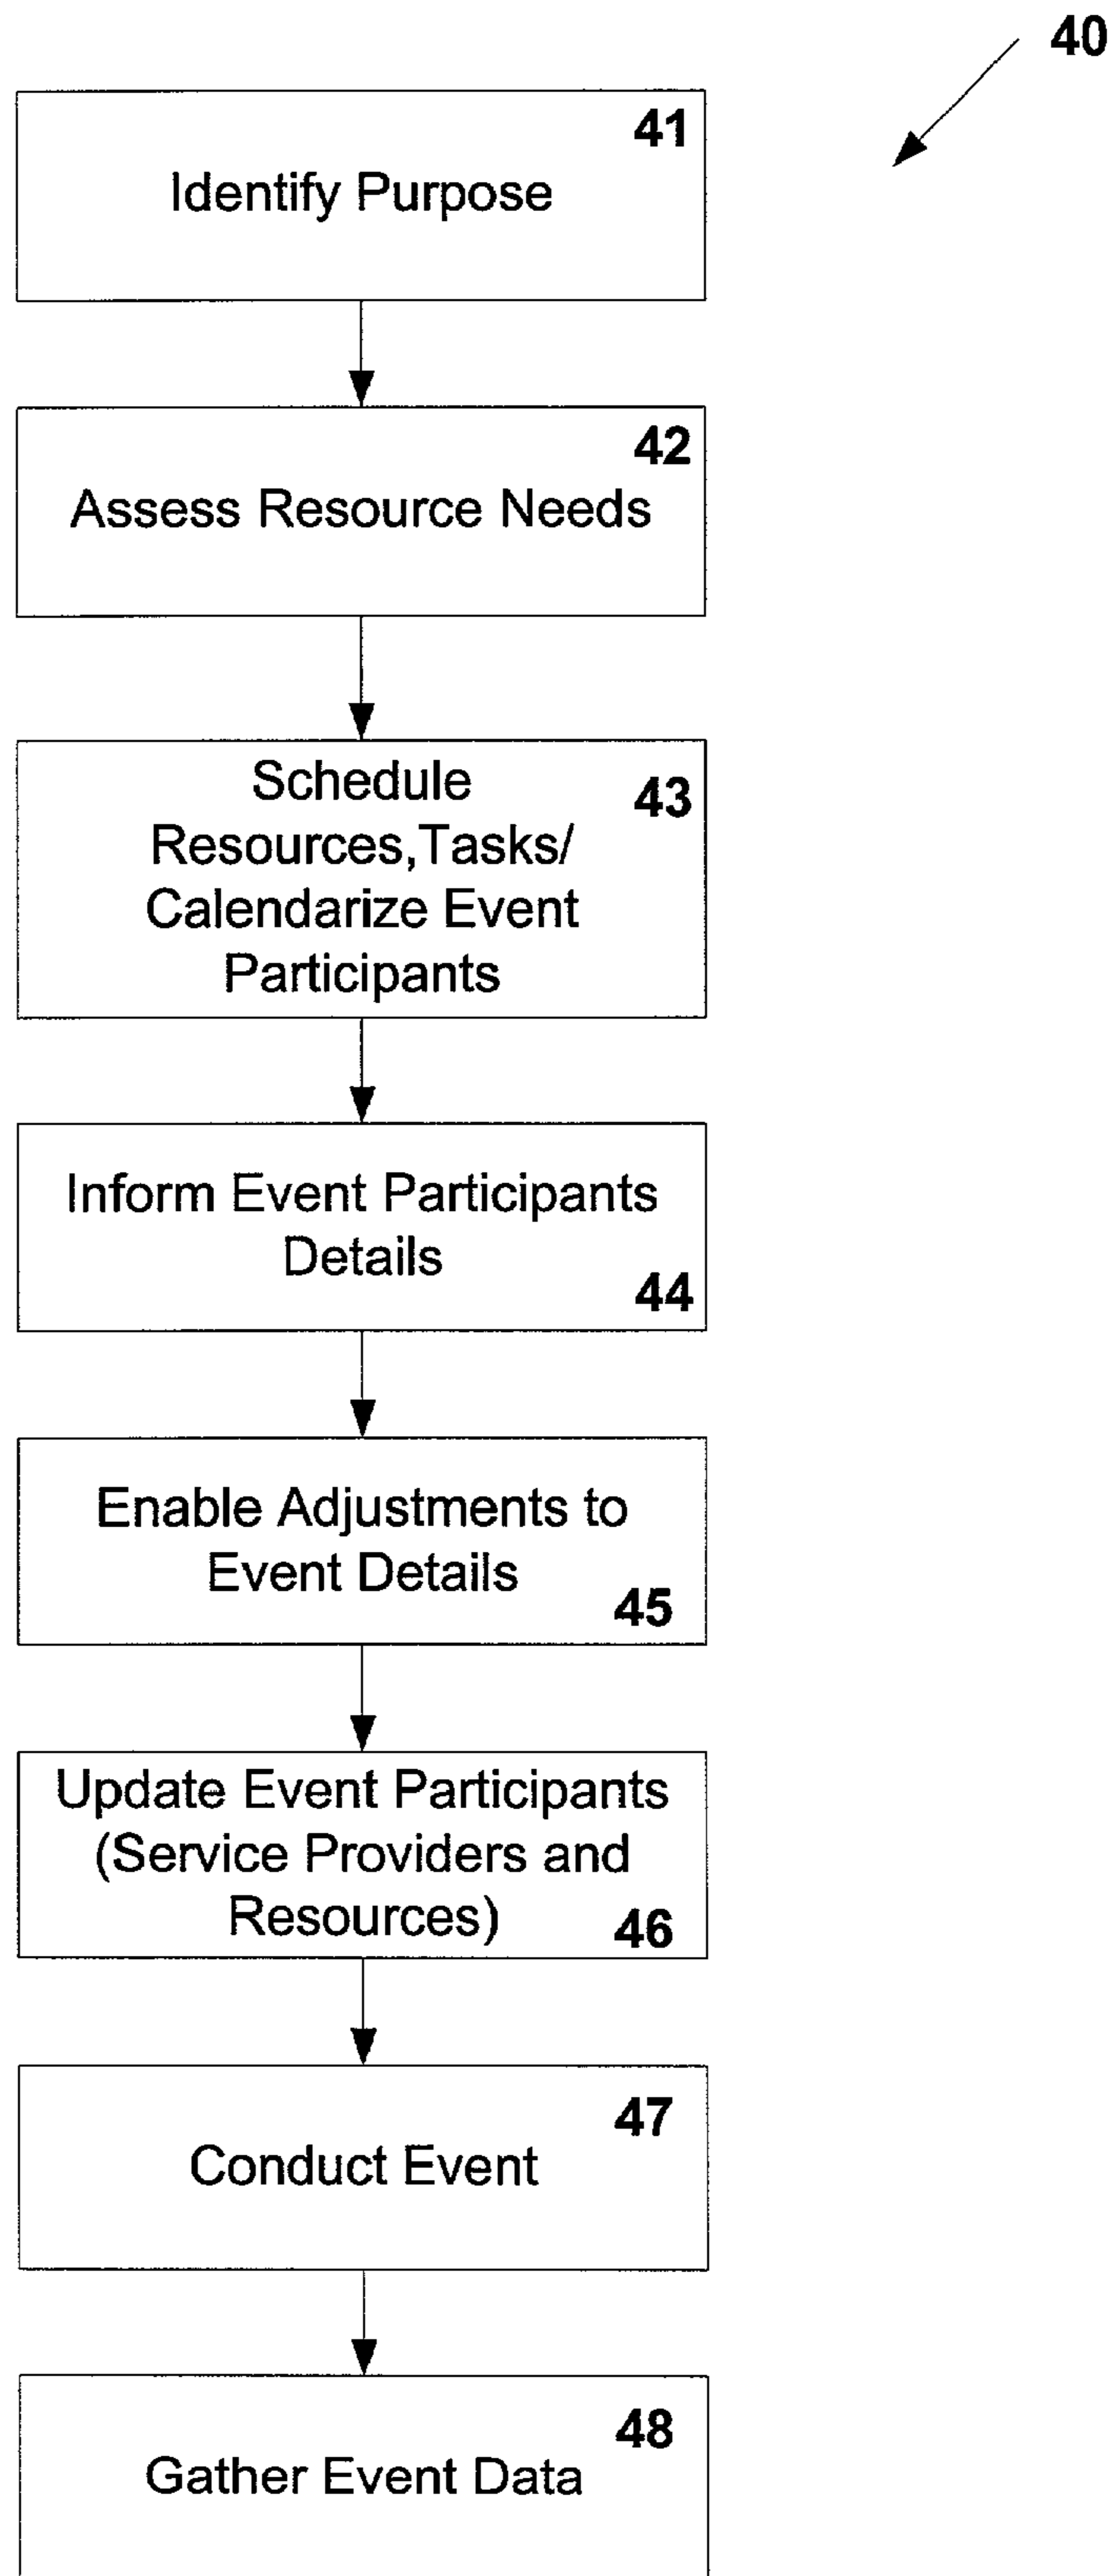 40
41
Identify Purpose
42
Assess Resource Needs
Schedule
43
Resources,Tasks/
Calendarize Event
Participants
Inform Event Participants
Details
44
Enable Adjustments to
Event Details
45
Update Event Participants
(Service Providers and
Resources)
46
47
Conduct Event
48
Gather Event Data